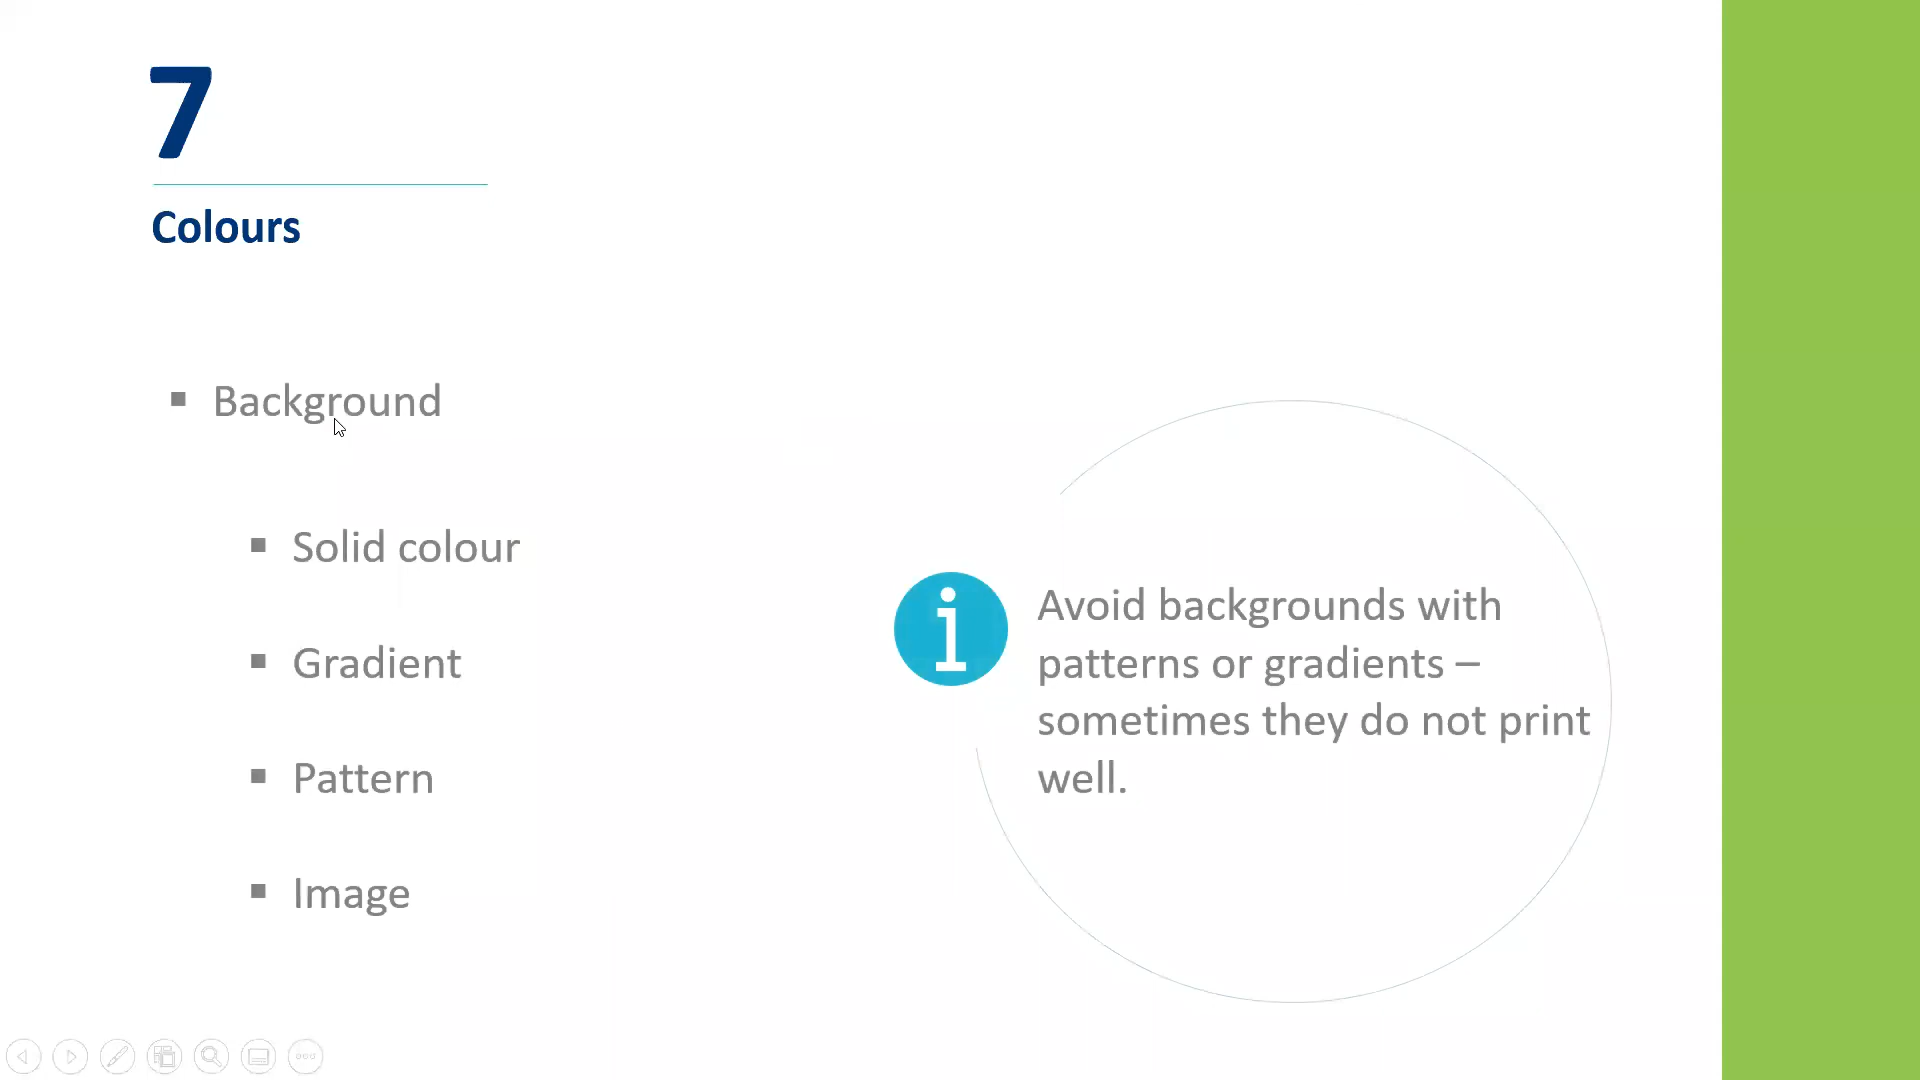 7
Colours
Background
Solid colour
Gradient
Pattern
Image
i
Avoid backgrounds with
patterns or gradients –
sometimes they do not print
well.